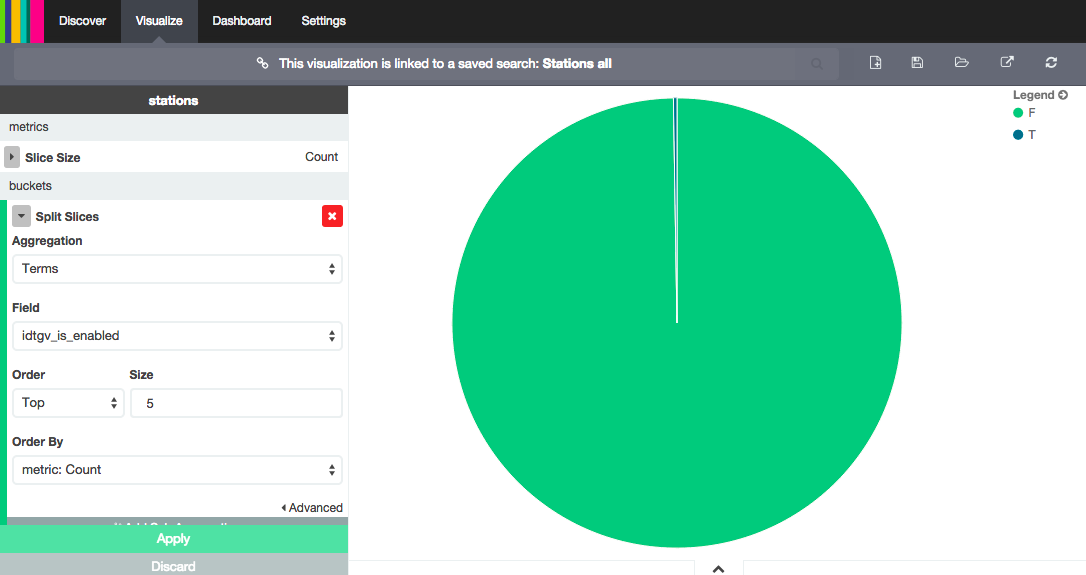 Discover Visualize Dashboard Settings
This visualization is linked to a saved search: Stations all
stations
metrics
Slice Size Count
buckets
Split Slices
Aggregation
Terms
Field
idtgv_is_enabled
Order Size
Top 5
Order By
metric: Count
Advanced
Apply
Discard
Legend
F
T